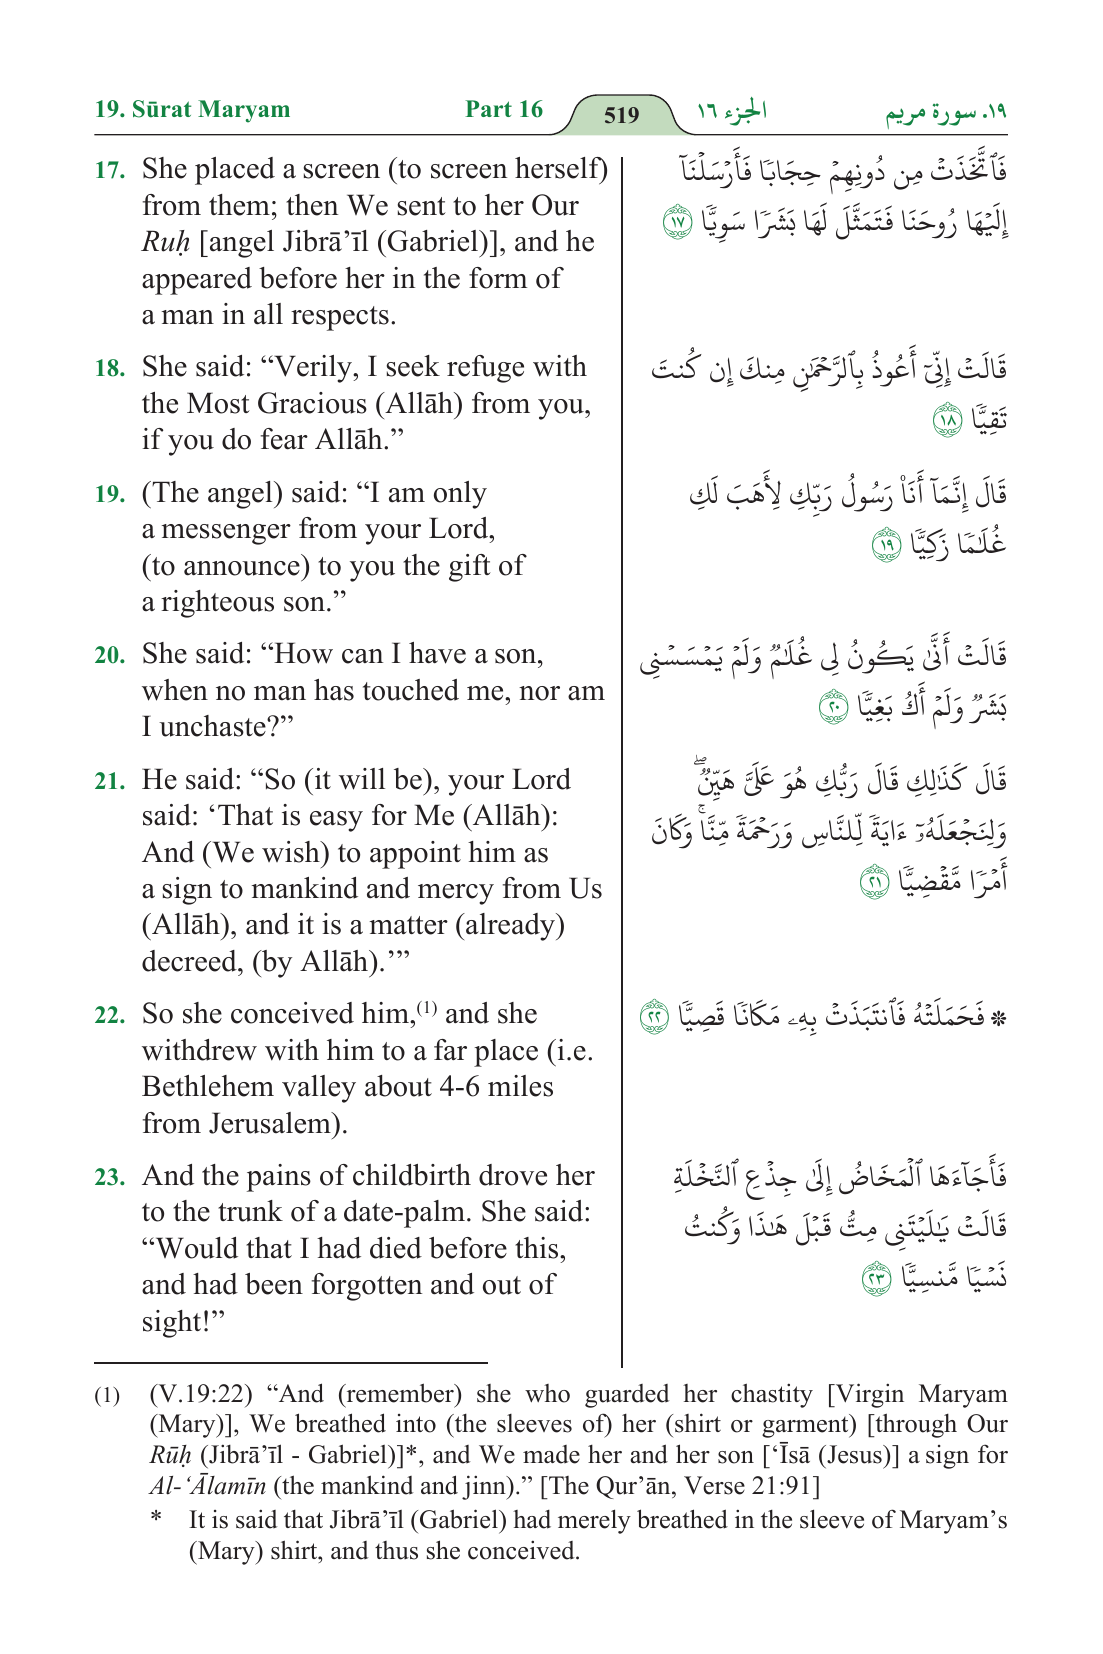 19. Sūrat Maryam Part 16 519 الجزء ١٦ ١٩. سورة مريم
17. She placed a screen (to screen herself)
from them; then We sent to her Our
Ruḥ [angel Jibrā’īl (Gabriel)], and he
appeared before her in the form of
a man in all respects.
فَٱتَّخَذَتۡ مِن دُونِهِمۡ حِجَابٗا فَأَرۡسَلۡنَآ
إِلَيۡهَا رُوحَنَا فَتَمَثَّلَ لَهَا بَشَرٗا سَوِيّٗا ١٧
18. She said: “Verily, I seek refuge with
the Most Gracious (Allāh) from you,
if you do fear Allāh.”
قَالَتۡ إِنِّيٓ أَعُوذُ بِٱلرَّحۡمَٰنِ مِنكَ إِن كُنتَ
تَقِيّٗا ١٨
19. (The angel) said: “I am only
a messenger from your Lord,
(to announce) to you the gift of
a righteous son.”
قَالَ إِنَّمَآ أَنَا۠ رَسُولُ رَبِّكِ لِأَهَبَ لَكِ
غُلَٰمٗا زَكِيّٗا ١٩
20. She said: “How can I have a son,
when no man has touched me, nor am
I unchaste?”
قَالَتۡ أَنَّىٰ يَكُونُ لِي غُلَٰمٞ وَلَمۡ يَمۡسَسۡنِي
بَشَرٞ وَلَمۡ أَكُ بَغِيّٗا ٢٠
21. He said: “So (it will be), your Lord
said: ‘That is easy for Me (Allāh):
And (We wish) to appoint him as
a sign to mankind and mercy from Us
(Allāh), and it is a matter (already)
decreed, (by Allāh).’”
قَالَ كَذَٰلِكِ قَالَ رَبُّكِ هُوَ عَلَيَّ هَيِّنٞۖ
وَلِنَجۡعَلَهُۥٓ ءَايَةٗ لِّلنَّاسِ وَرَحۡمَةٗ مِّنَّاۚ وَكَانَ
أَمۡرٗا مَّقۡضِيّٗا ٢١
22. So she conceived him,(1) and she
withdrew with him to a far place (i.e.
Bethlehem valley about 4-6 miles
from Jerusalem).
* فَحَمَلَتۡهُ فَٱنتَبَذَتۡ بِهِۦ مَكَانٗا قَصِيّٗا ٢٢
23. And the pains of childbirth drove her
to the trunk of a date-palm. She said:
“Would that I had died before this,
and had been forgotten and out of
sight!”
فَأَجَآءَهَا ٱلۡمَخَاضُ إِلَىٰ جِذۡعِ ٱلنَّخۡلَةِ
قَالَتۡ يَٰلَيۡتَنِي مِتُّ قَبۡلَ هَٰذَا وَكُنتُ
نَسۡيٗا مَّنسِيّٗا ٢٣
(1) (V.19:22) “And (remember) she who guarded her chastity [Virgin Maryam
(Mary)], We breathed into (the sleeves of) her (shirt or garment) [through Our
Rūḥ (Jibrā’īl - Gabriel)]*, and We made her and her son [‘Īsā (Jesus)] a sign for
Al-‘Ālamīn (the mankind and jinn).” [The Qur’ān, Verse 21:91]
* It is said that Jibrā’īl (Gabriel) had merely breathed in the sleeve of Maryam’s
(Mary) shirt, and thus she conceived.